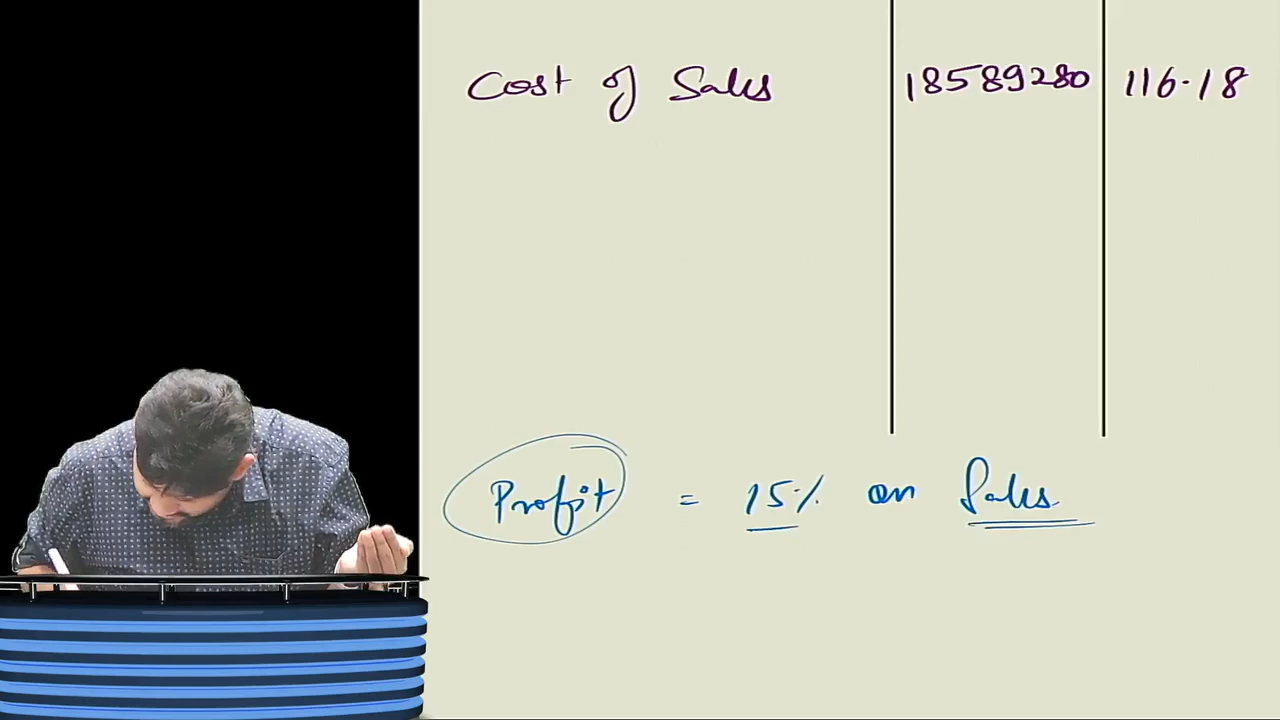 Cost of Sales 18589280 116.18
Profit = 15% on Sales